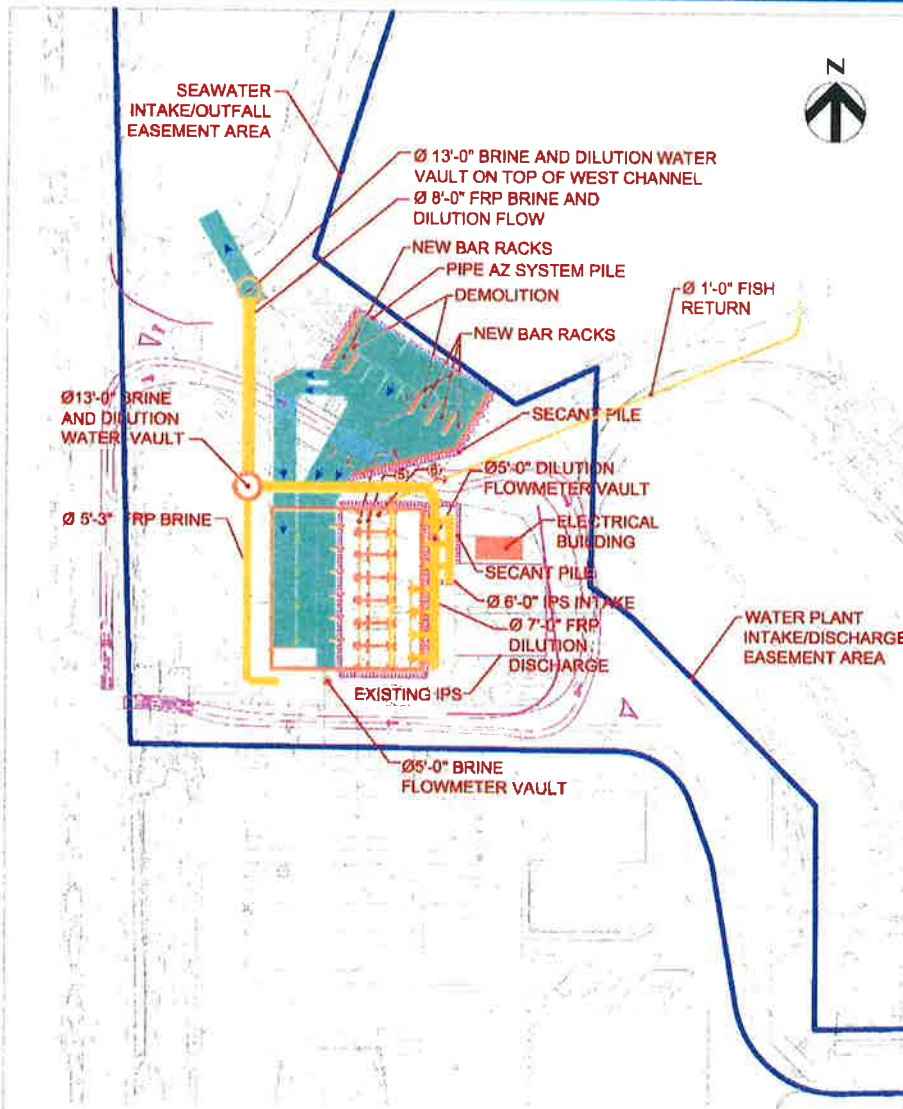 N
SEAWATER
INTAKE/OUTFALL
EASEMENT AREA
Ø 13'-0" BRINE AND DILUTION WATER
VAULT ON TOP OF WEST CHANNEL
Ø 8'-0" FRP BRINE AND
DILUTION FLOW
NEW BAR RACKS
PIPE AZ SYSTEM PILE
DEMOLITION
Ø 1'-0" FISH
RETURN
NEW BAR RACKS
Ø13'-0" BRINE
AND DILUTION
WATER VAULT
SECANT PILE
Ø5'-0" DILUTION
FLOWMETER VAULT
Ø 5'-3" FRP BRINE
ELECTRICAL
BUILDING
SECANT PILE
Ø 6'-0" IPS INTAKE
Ø 7'-0" FRP
DILUTION
DISCHARGE
WATER PLANT
INTAKE/DISCHARGE
EASEMENT AREA
EXISTING IPS
Ø5'-0" BRINE
FLOWMETER VAULT